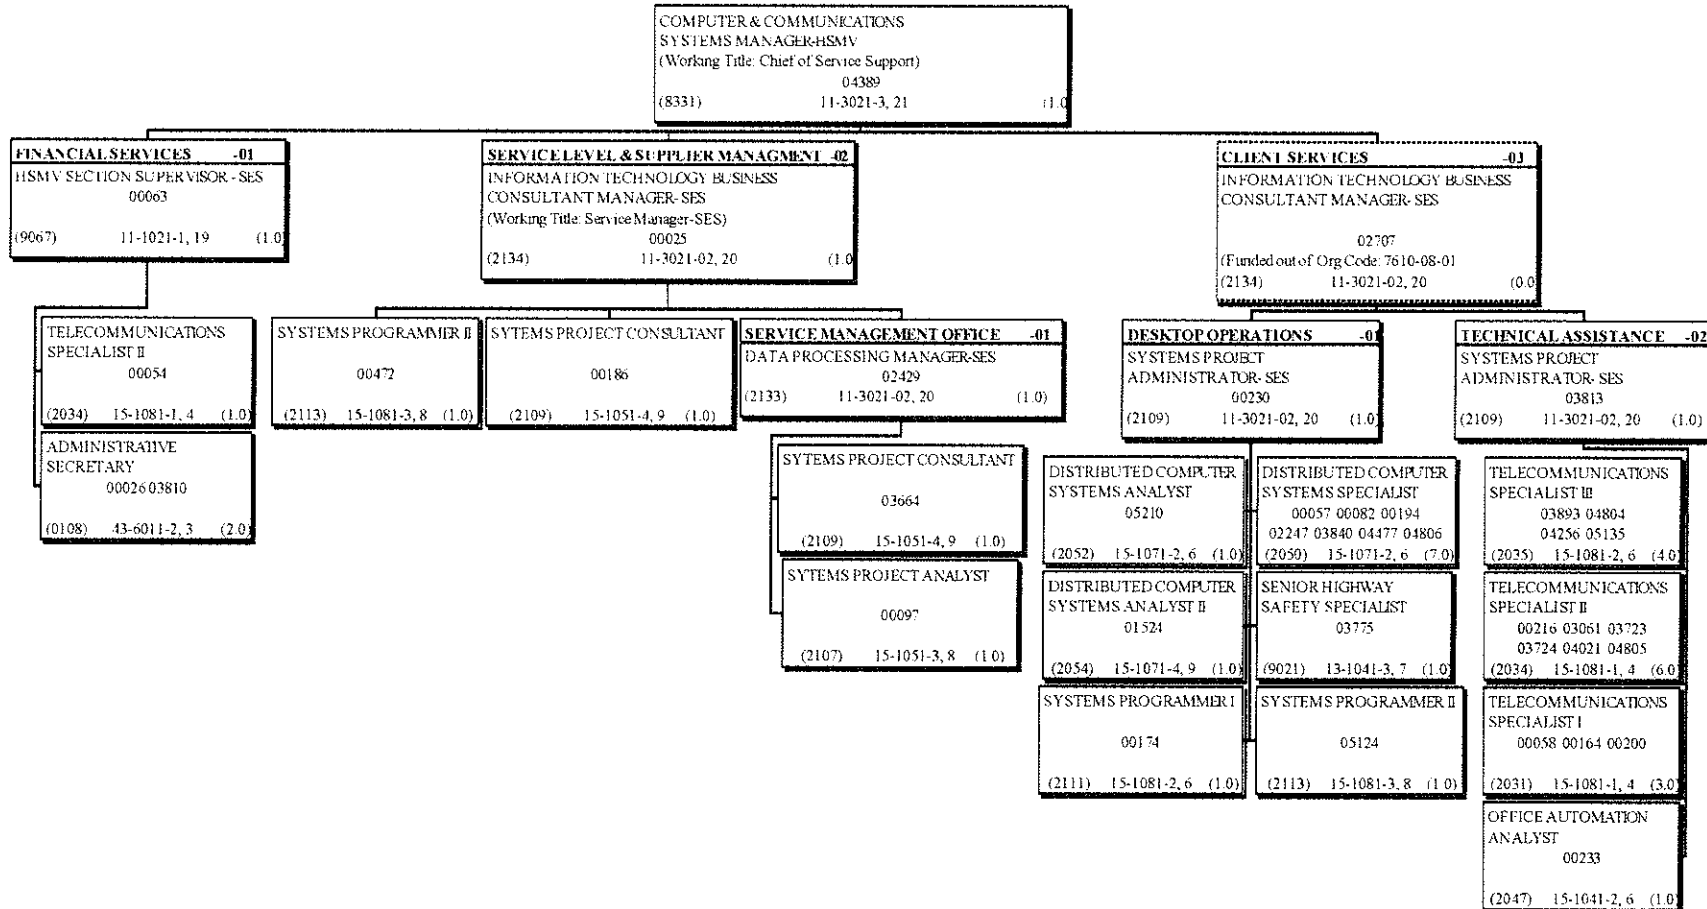 COMPUTER & COMMUNICATIONS
SYSTEMS MANAGER-HSMV
(Working Title: Chief of Service Support)
04389
(8331) 11-3021-3, 21 (1.0
FINANCIAL SERVICES -01
HSMV SECTION SUPERVISOR - SES
00063
(9067) 11-1021-1, 19 (1.0
SERVICE LEVEL & SUPPLIER MANAGMENT -02
INFORMATION TECHNOLOGY BUSINESS
CONSULTANT MANAGER- SES
(Working Title: Service Manager-SES)
00025
(2134) 11-3021-02, 20 (1.0
CLIENT SERVICES -03
INFORMATION TECHNOLOGY BUSINESS
CONSULTANT MANAGER- SES
02707
(Funded out of Org Code: 7610-08-01
(2134) 11-3021-02, 20 (0.0
TELECOMMUNICATIONS
SPECIALIST II
00054
(2034) 15-1081-1, 4 (1.0)
ADMINISTRATIVE
SECRETARY
00026 03810
(0108) 43-6011-2, 3 (2.0)
SYSTEMS PROGRAMMER II
00472
(2113) 15-1081-3, 8 (1.0)
SYTEMS PROJECT CONSULTANT
00186
(2109) 15-1051-4, 9 (1.0)
SERVICE MANAGEMENT OFFICE -01
DATA PROCESSING MANAGER-SES
02429
(2133) 11-3021-02, 20 (1.0)
SYTEMS PROJECT CONSULTANT
03664
(2109) 15-1051-4, 9 (1.0)
SYTEMS PROJECT ANALYST
00097
(2107) 15-1051-3, 8 (1 0)
DESKTOP OPERATIONS -01
SYSTEMS PROJECT
ADMINISTRATOR- SES
00230
(2109) 11-3021-02, 20 (1.0
DISTRIBUTED COMPUTER
SYSTEMS ANALYST
05210
(2052) 15-1071-2, 6 (1.0)
DISTRIBUTED COMPUTER
SYSTEMS ANALYST II
01524
(2054) 15-1071-4, 9 (1.0)
SYSTEMS PROGRAMMER I
00174
(2111) 15-1081-2, 6 (1.0)
DISTRIBUTED COMPUTER
SYSTEMS SPECIALIST
00057 00082 00194
02247 03840 04477 04806
(2050) 15-1071-2, 6 (7.0)
SENIOR HIGHWAY
SAFETY SPECIALIST
03775
(9021) 13-1041-3, 7 (1.0)
SYSTEMS PROGRAMMER II
05124
(2113) 15-1081-3, 8 (1 0)
TECHNICAL ASSISTANCE -02
SYSTEMS PROJECT
ADMINISTRATOR- SES
03813
(2109) 11-3021-02, 20 (1.0)
TELECOMMUNICATIONS
SPECIALIST III
03893 04804
04256 05135
(2035) 15-1081-2, 6 (4.0)
TELECOMMUNICATIONS
SPECIALIST II
00216 03061 03723
03724 04021 04805
(2034) 15-1081-1, 4 (6.0)
TELECOMMUNICATIONS
SPECIALIST I
00058 00164 00200
(2031) 15-1081-1, 4 (3.0)
OFFICE AUTOMATION
ANALYST
00233
(2047) 15-1041-2, 6 (1.0)